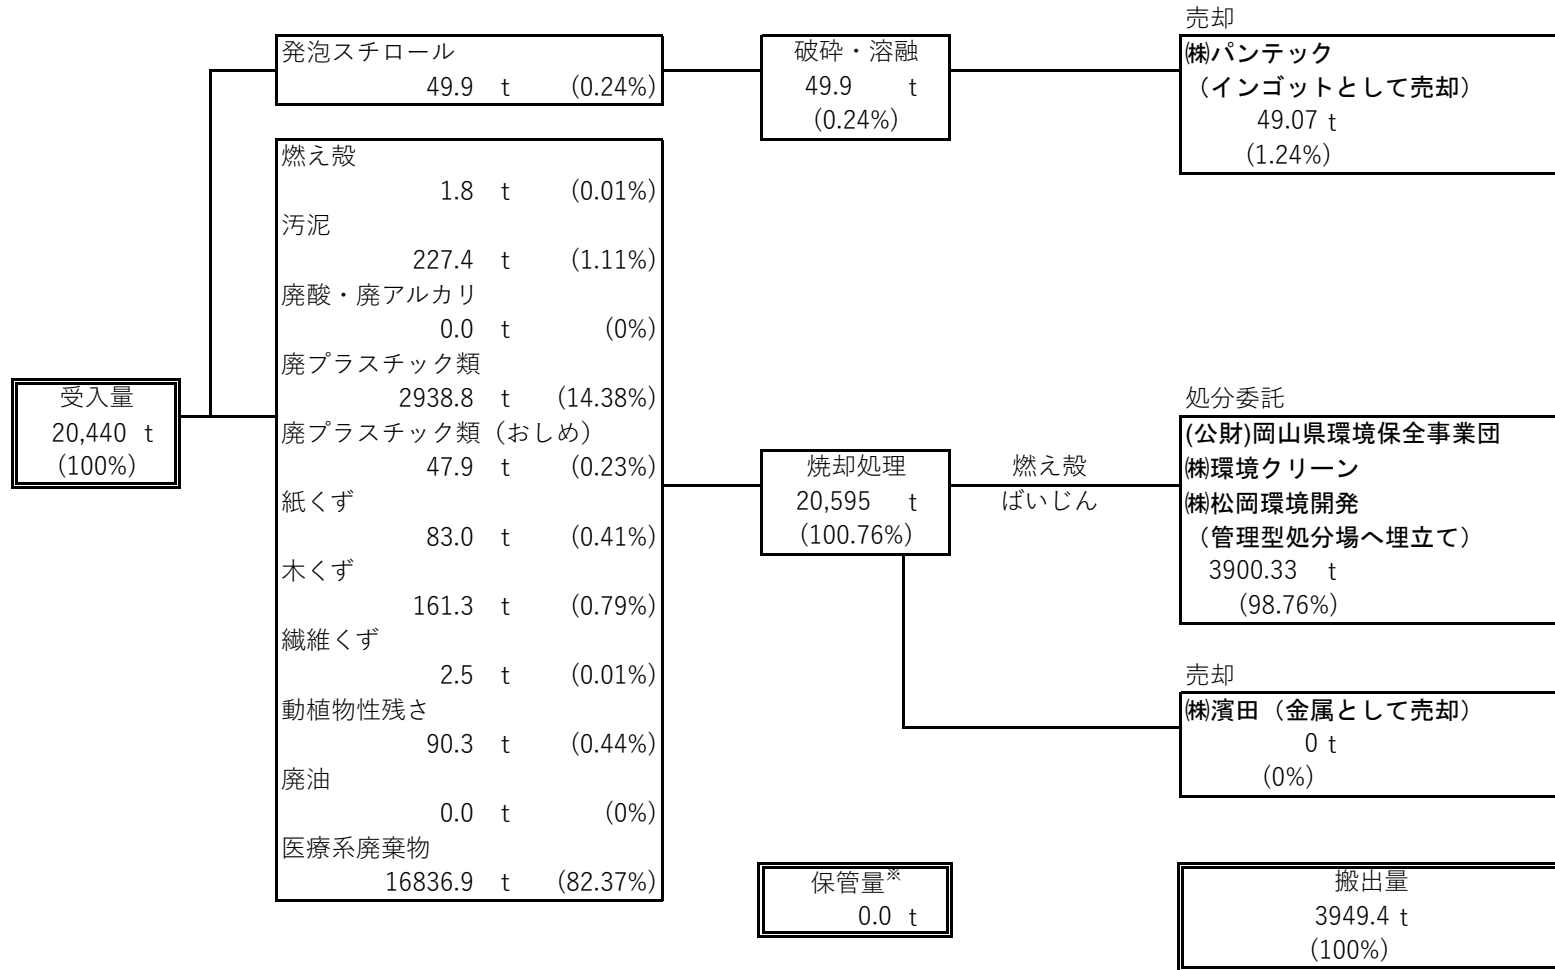 受入量
20,440 t
(100%)
発泡スチロール
49.9 t (0.24%)
燃え殻
1.8 t (0.01%)
汚泥
227.4 t (1.11%)
廃酸・廃アルカリ
0.0 t (0%)
廃プラスチック類
2938.8 t (14.38%)
廃プラスチック類（おしめ）
47.9 t (0.23%)
紙くず
83.0 t (0.41%)
木くず
161.3 t (0.79%)
繊維くず
2.5 t (0.01%)
動植物性残さ
90.3 t (0.44%)
廃油
0.0 t (0%)
医療系廃棄物
16836.9 t (82.37%)
破砕・溶融
49.9 t
(0.24%)
焼却処理
20,595 t
(100.76%)
燃え殻
ばいじん
保管量※
0.0 t
売却
㈱パンテック
（インゴットとして売却）
49.07 t
(1.24%)
処分委託
(公財)岡山県環境保全事業団
㈱環境クリーン
㈱松岡環境開発
（管理型処分場へ埋立て）
3900.33 t
(98.76%)
売却
㈱濱田（金属として売却）
0 t
(0%)
搬出量
3949.4 t
(100%)